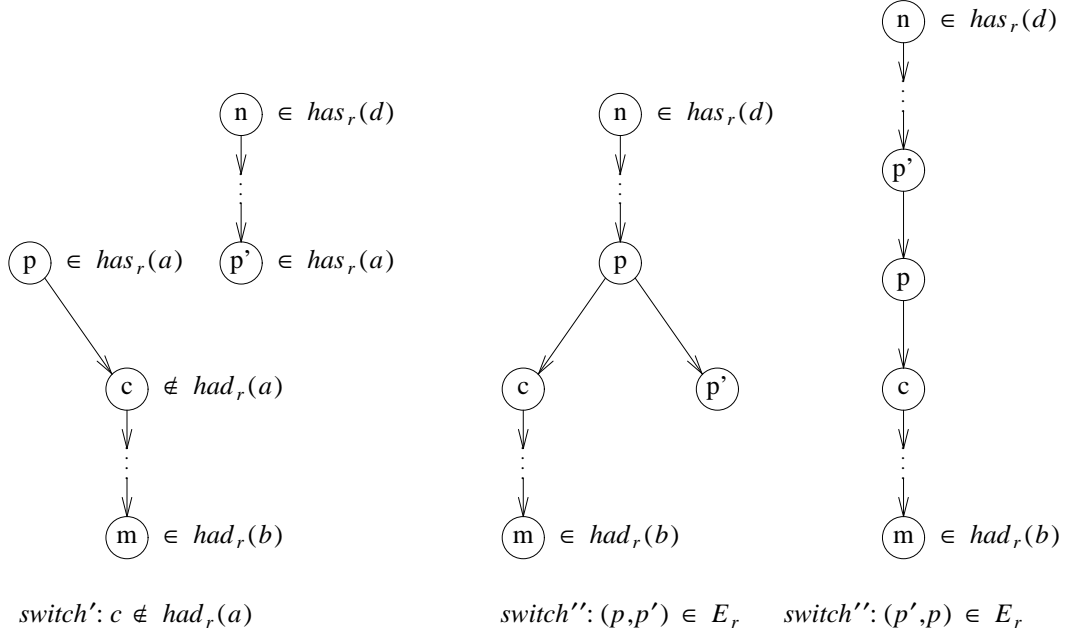 n ∈ has_r(d)
n ∈ has_r(d)
n ∈ has_r(d)
p'
p ∈ has_r(a)
p' ∈ has_r(a)
p
p
c ∉ had_r(a)
c
p'
c
m ∈ had_r(b)
m ∈ had_r(b)
m ∈ had_r(b)
switch′: c ∉ had_r(a)
switch′′: (p,p′) ∈ E_r
switch′′: (p′,p) ∈ E_r